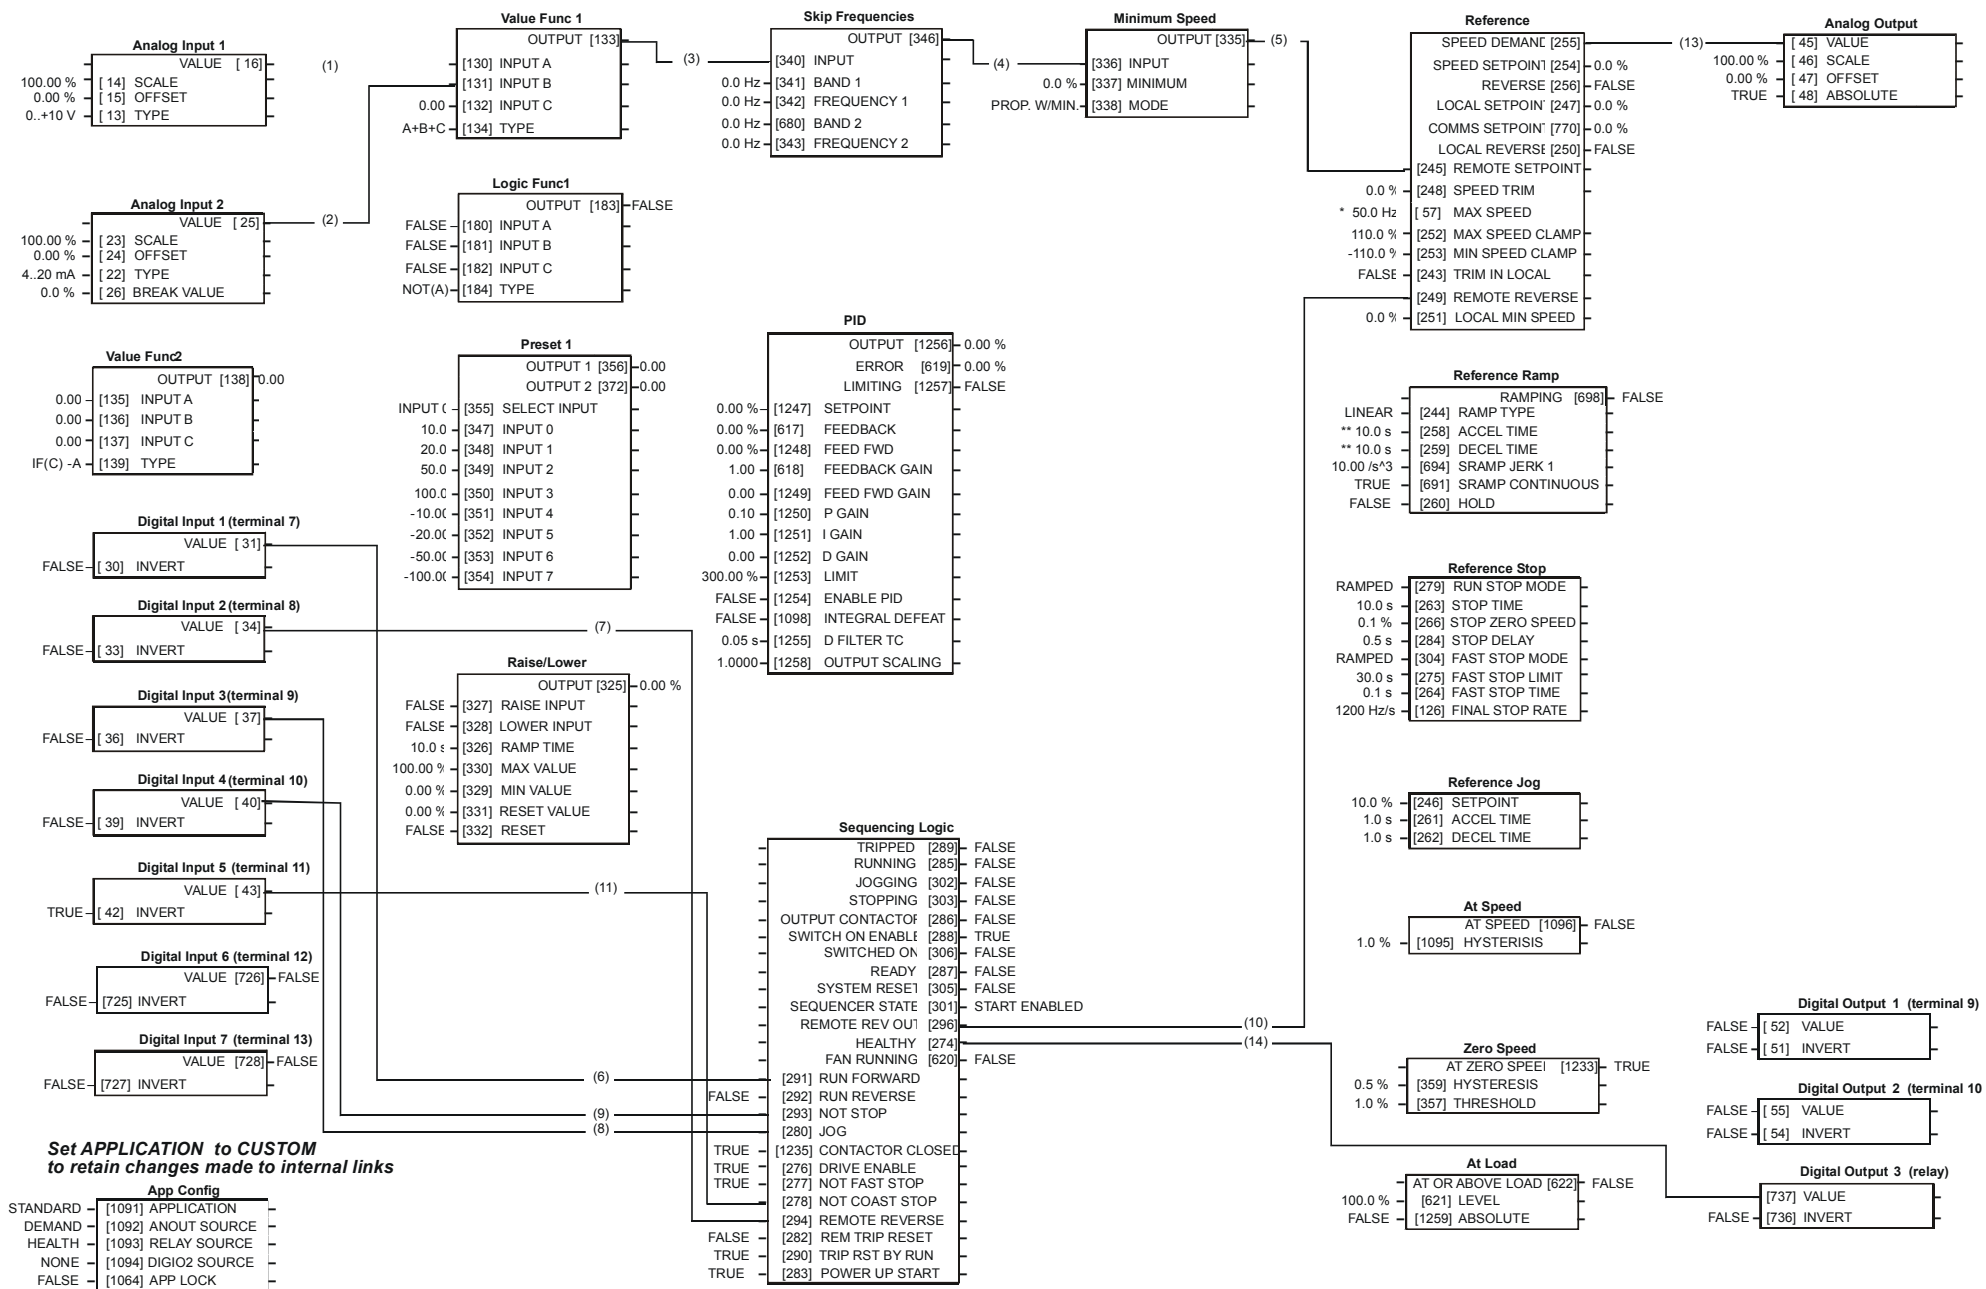 Analog Input 1
VALUE [ 16]
100.00 % [ 14] SCALE
0.00 % [ 15] OFFSET
0..+10 V [ 13] TYPE
(1)
Analog Input 2
VALUE [ 25]
100.00 % [ 23] SCALE
0.00 % [ 24] OFFSET
4..20 mA [ 22] TYPE
0.0 % [ 26] BREAK VALUE
(2)
Value Func2
OUTPUT [138] 0.00
0.00 [135] INPUT A
0.00 [136] INPUT B
0.00 [137] INPUT C
IF(C) -A [139] TYPE
Digital Input 1 (terminal 7)
VALUE [ 31]
FALSE [ 30] INVERT
Digital Input 2 (terminal 8)
VALUE [ 34]
FALSE [ 33] INVERT
(7)
Digital Input 3 (terminal 9)
VALUE [ 37]
FALSE [ 36] INVERT
Digital Input 4 (terminal 10)
VALUE [ 40]
FALSE [ 39] INVERT
Digital Input 5 (terminal 11)
VALUE [ 43]
TRUE [ 42] INVERT
(11)
Digital Input 6 (terminal 12)
VALUE [726] FALSE
FALSE [725] INVERT
Digital Input 7 (terminal 13)
VALUE [728] FALSE
FALSE [727] INVERT
Set APPLICATION to CUSTOM
to retain changes made to internal links
App Config
STANDARD [1091] APPLICATION
DEMAND [1092] ANOUT SOURCE
HEALTH [1093] RELAY SOURCE
NONE [1094] DIGIO2 SOURCE
FALSE [1064] APP LOCK
Value Func 1
OUTPUT [133]
[130] INPUT A
[131] INPUT B
0.00 [132] INPUT C
A+B+C [134] TYPE
(3)
Logic Func1
OUTPUT [183] FALSE
FALSE [180] INPUT A
FALSE [181] INPUT B
FALSE [182] INPUT C
NOT(A) [184] TYPE
Preset 1
OUTPUT 1 [356] 0.00
OUTPUT 2 [372] 0.00
INPUT ( [355] SELECT INPUT
10.0 [347] INPUT 0
20.0 [348] INPUT 1
50.0 [349] INPUT 2
100.0 [350] INPUT 3
-10.00 [351] INPUT 4
-20.00 [352] INPUT 5
-50.00 [353] INPUT 6
-100.00 [354] INPUT 7
Raise/Lower
OUTPUT [325] 0.00 %
FALSE [327] RAISE INPUT
FALSE [328] LOWER INPUT
10.0 s [326] RAMP TIME
100.00 % [330] MAX VALUE
0.00 % [329] MIN VALUE
0.00 % [331] RESET VALUE
FALSE [332] RESET
Skip Frequencies
OUTPUT [346]
[340] INPUT
0.0 Hz [341] BAND 1
0.0 Hz [342] FREQUENCY 1
0.0 Hz [680] BAND 2
0.0 Hz [343] FREQUENCY 2
(4)
PID
OUTPUT [1256] 0.00 %
ERROR [619] 0.00 %
LIMITING [1257] FALSE
0.00 % [1247] SETPOINT
0.00 % [617] FEEDBACK
0.00 % [1248] FEED FWD
1.00 [618] FEEDBACK GAIN
0.00 [1249] FEED FWD GAIN
0.10 [1250] P GAIN
1.00 [1251] I GAIN
0.00 [1252] D GAIN
300.00 % [1253] LIMIT
FALSE [1254] ENABLE PID
FALSE [1098] INTEGRAL DEFEAT
0.05 s [1255] D FILTER TC
1.0000 [1258] OUTPUT SCALING
Sequencing Logic
TRIPPED [289] FALSE
RUNNING [285] FALSE
JOGGING [302] FALSE
STOPPING [303] FALSE
OUTPUT CONTACTOF [286] FALSE
SWITCH ON ENABLE [288] TRUE
SWITCHED ON [306] FALSE
READY [287] FALSE
SYSTEM RESET [305] FALSE
SEQUENCER STATE [301] START ENABLED
REMOTE REV OUT [296]
(10)
HEALTHY [274]
(14)
FAN RUNNING [620] FALSE
(6) [291] RUN FORWARD
FALSE [292] RUN REVERSE
(9) [293] NOT STOP
(8) [280] JOG
TRUE [1235] CONTACTOR CLOSED
TRUE [276] DRIVE ENABLE
TRUE [277] NOT FAST STOP
[278] NOT COAST STOP
[294] REMOTE REVERSE
FALSE [282] REM TRIP RESET
TRUE [290] TRIP RST BY RUN
TRUE [283] POWER UP START
Minimum Speed
OUTPUT [335]
[336] INPUT
0.0 % [337] MINIMUM
PROP. W/MIN. [338] MODE
(5)
Reference
SPEED DEMAND [255]
(13)
SPEED SETPOINT [254] 0.0 %
REVERSE [256] FALSE
LOCAL SETPOINT [247] 0.0 %
COMMS SETPOINT [770] 0.0 %
LOCAL REVERSE [250] FALSE
[245] REMOTE SETPOINT
0.0 % [248] SPEED TRIM
* 50.0 Hz [ 57] MAX SPEED
110.0 % [252] MAX SPEED CLAMP
-110.0 % [253] MIN SPEED CLAMP
FALSE [243] TRIM IN LOCAL
[249] REMOTE REVERSE
0.0 % [251] LOCAL MIN SPEED
Reference Ramp
RAMPING [698] FALSE
LINEAR [244] RAMP TYPE
** 10.0 s [258] ACCEL TIME
** 10.0 s [259] DECEL TIME
10.00 /s^3 [694] SRAMP JERK 1
TRUE [691] SRAMP CONTINUOUS
FALSE [260] HOLD
Reference Stop
RAMPED [279] RUN STOP MODE
10.0 s [263] STOP TIME
0.1 % [266] STOP ZERO SPEED
0.5 s [284] STOP DELAY
RAMPED [304] FAST STOP MODE
30.0 s [275] FAST STOP LIMIT
0.1 s [264] FAST STOP TIME
1200 Hz/s [126] FINAL STOP RATE
Reference Jog
10.0 % [246] SETPOINT
1.0 s [261] ACCEL TIME
1.0 s [262] DECEL TIME
At Speed
AT SPEED [1096] FALSE
1.0 % [1095] HYSTERISIS
Zero Speed
AT ZERO SPEEI [1233] TRUE
0.5 % [359] HYSTERESIS
1.0 % [357] THRESHOLD
At Load
AT OR ABOVE LOAD [622] FALSE
100.0 % [621] LEVEL
FALSE [1259] ABSOLUTE
Analog Output
[ 45] VALUE
100.00 % [ 46] SCALE
0.00 % [ 47] OFFSET
TRUE [ 48] ABSOLUTE
Digital Output 1 (terminal 9)
FALSE [ 52] VALUE
FALSE [ 51] INVERT
Digital Output 2 (terminal 10
FALSE [ 55] VALUE
FALSE [ 54] INVERT
Digital Output 3 (relay)
[737] VALUE
FALSE [736] INVERT